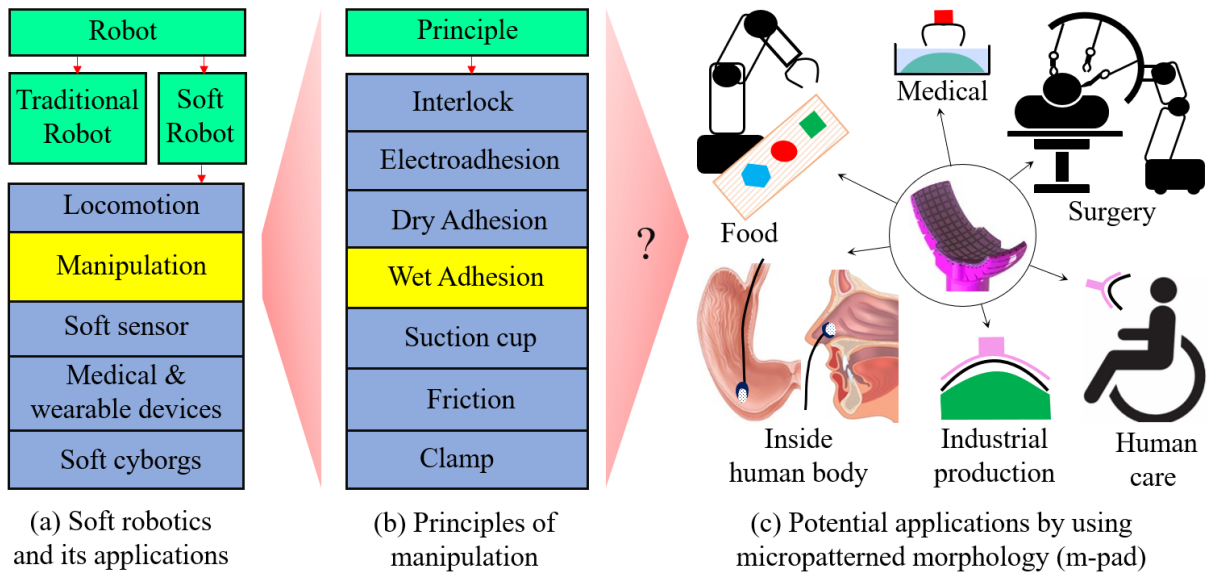 Robot
Traditional
Robot
Soft
Robot
Locomotion
Manipulation
Soft sensor
Medical &
wearable devices
Soft cyborgs
(a) Soft robotics
and its applications
Principle
Interlock
Electroadhesion
Dry Adhesion
Wet Adhesion
Suction cup
Friction
Clamp
(b) Principles of
manipulation
?
Medical
Surgery
Food
Inside
human body
Industrial
production
Human
care
(c) Potential applications by using
micropatterned morphology (m-pad)